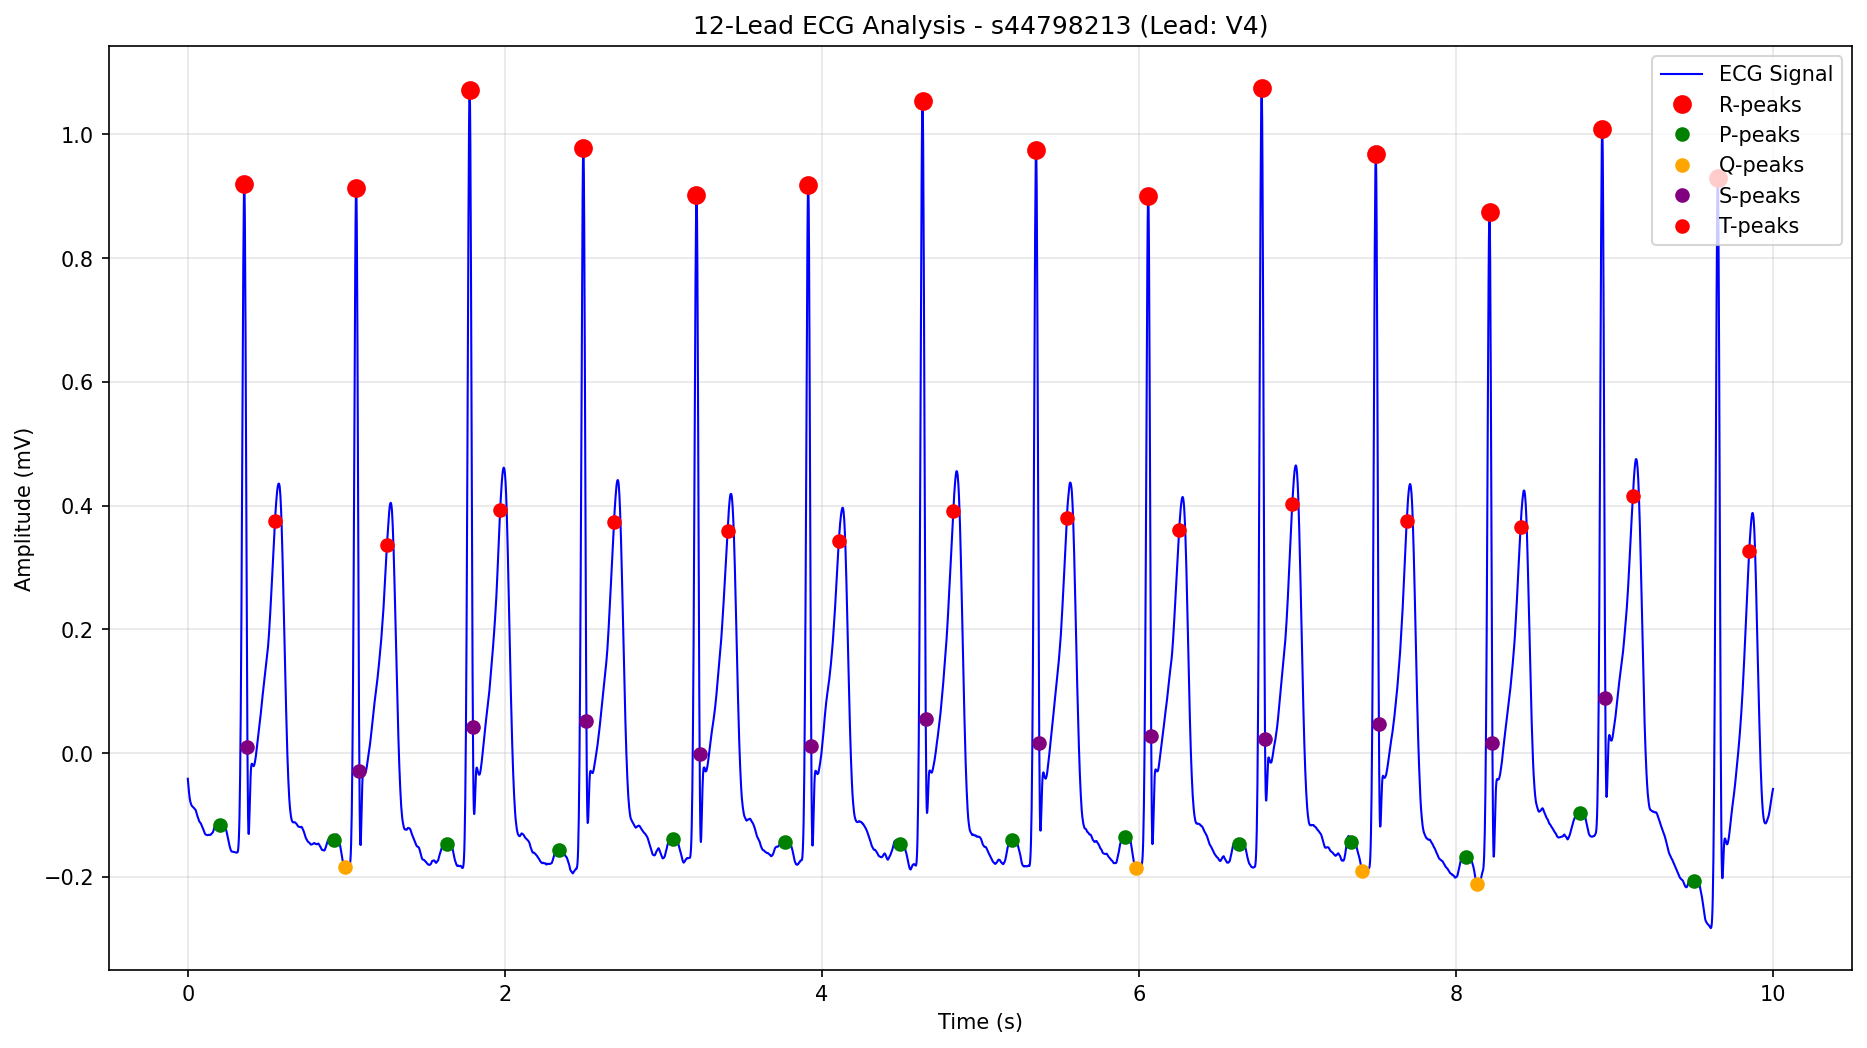 12-Lead ECG Analysis - s44798213 (Lead: V4)
ECG Signal
R-peaks
P-peaks
Q-peaks
S-peaks
T-peaks
Amplitude (mV)
1.0
0.8
0.6
0.4
0.2
0.0
−0.2
0 2 4 6 8 10
Time (s)